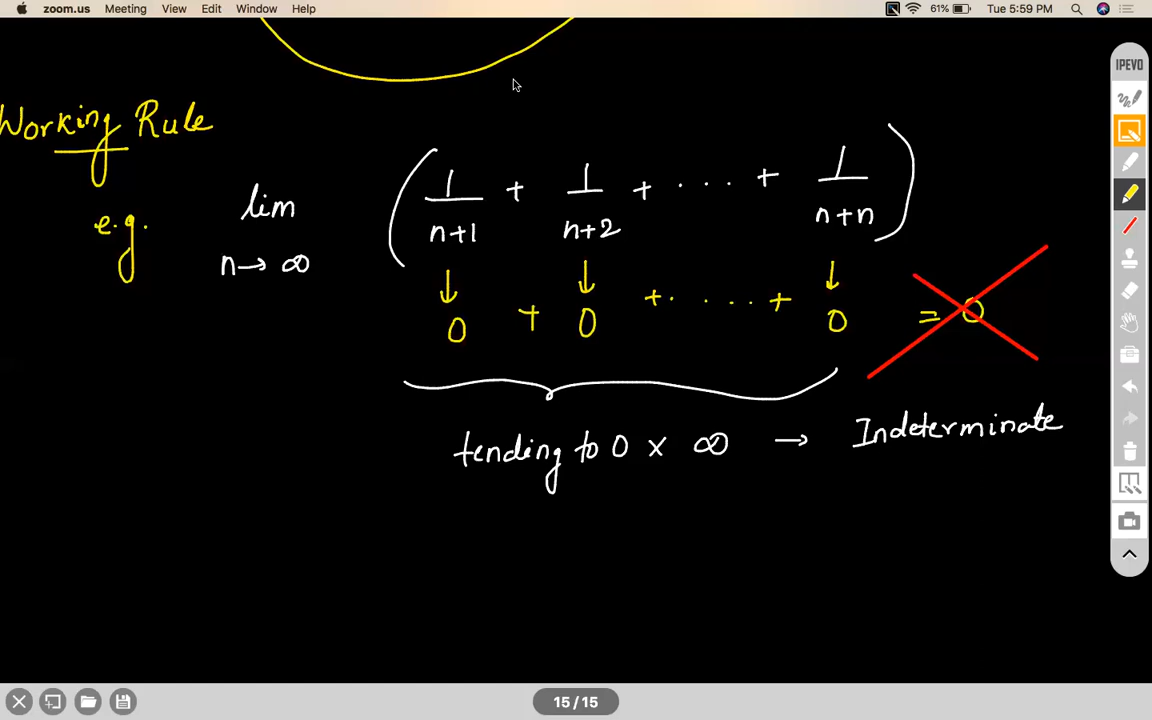 zoom.us Meeting View Edit Window Help 61% Tue 5:59 PM
IPEVO
Working Rule
e.g. lim n→ ∞ ( 1/n+1 + 1/n+2 + · · · + 1/n+n )
↓ ↓ ↓
0 + 0 + · · · · + 0 = 0
tending to 0 × ∞ → Indeterminate
15 / 15